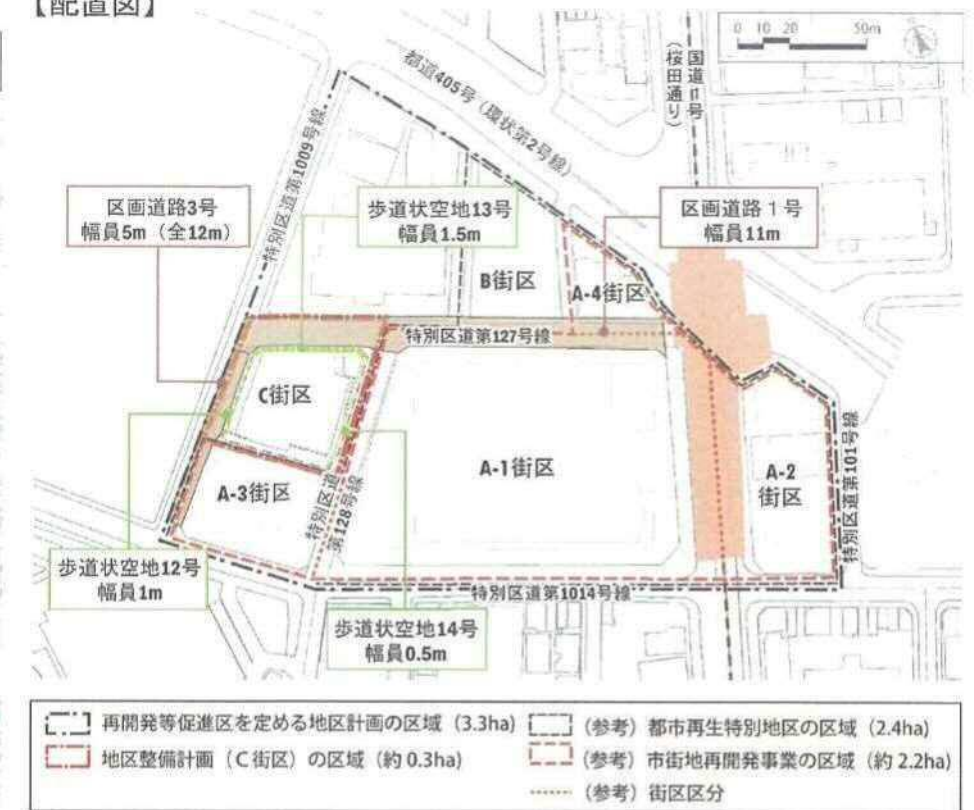 【配置図】
0 10 20 50m
都道405号（環状第2号線）
国道1号
（桜田通り）
特別区道第1009号線
区画道路3号
幅員5m（全12m）
歩道状空地13号
幅員1.5m
区画道路１号
幅員11m
B街区
A-4街区
特別区道第127号線
C街区
A-1街区
A-2
街区
A-3街区
特別区道
第128号線
特別区道第101号線
歩道状空地12号
幅員1m
特別区道第1014号線
歩道状空地14号
幅員0.5m
再開発等促進区を定める地区計画の区域（3.3ha）
（参考）都市再生特別地区の区域（2.4ha）
地区整備計画（Ｃ街区）の区域（約 0.3ha）
（参考）市街地再開発事業の区域（約 2.2ha）
（参考）街区区分